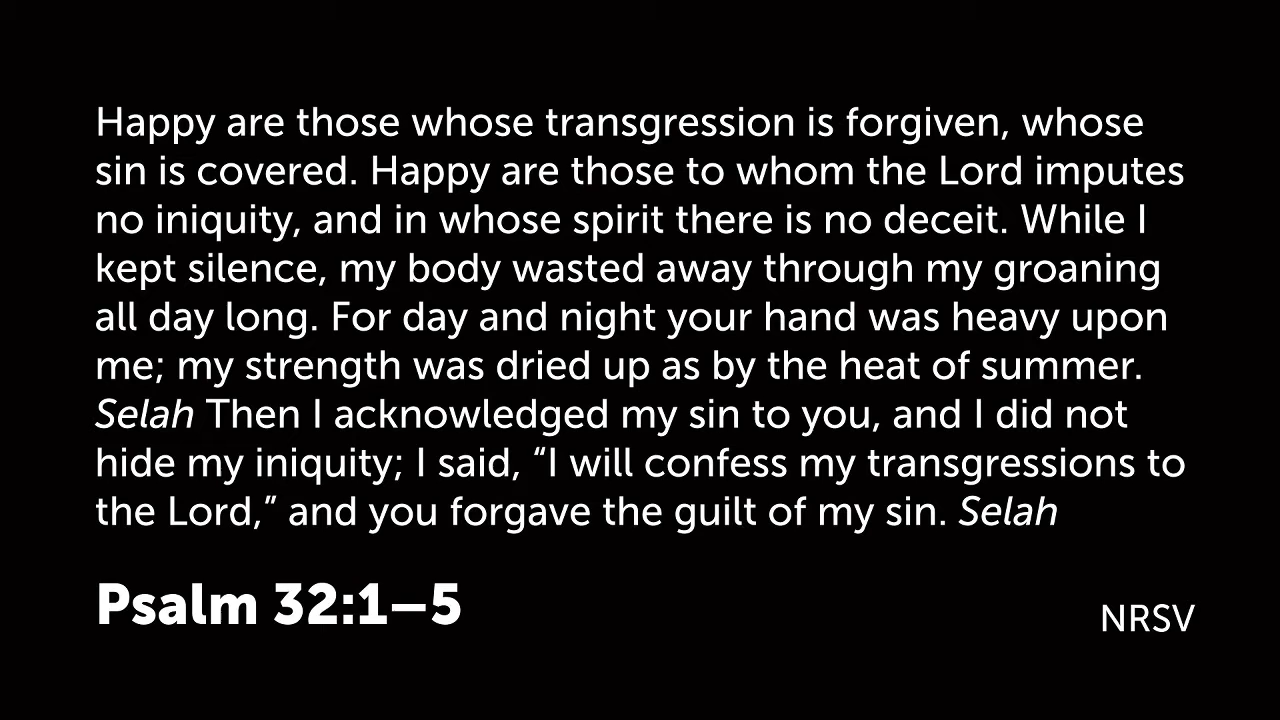 Happy are those whose transgression is forgiven, whose
sin is covered. Happy are those to whom the Lord imputes
no iniquity, and in whose spirit there is no deceit. While I
kept silence, my body wasted away through my groaning
all day long. For day and night your hand was heavy upon
me; my strength was dried up as by the heat of summer.
Selah Then I acknowledged my sin to you, and I did not
hide my iniquity; I said, “I will confess my transgressions to
the Lord,” and you forgave the guilt of my sin. Selah
Psalm 32:1–5
NRSV